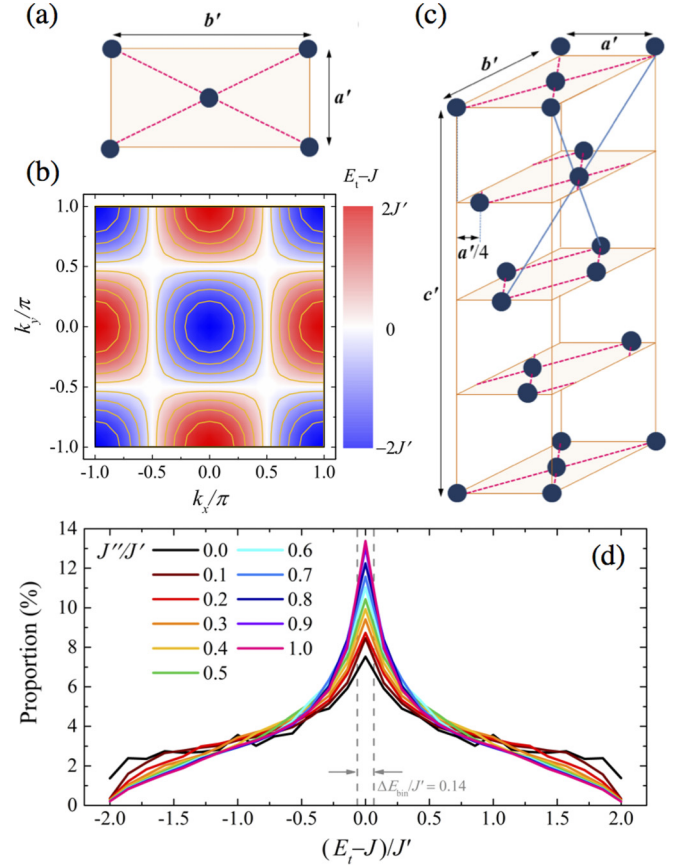 (a)
b'
a'
(b)
E_t–J
1.0
0.5
0.0
-0.5
-1.0
k_y/π
-1.0 -0.5 0.0 0.5 1.0
k_x/π
2J'
0
−2J'
(c)
b'
a'
a'/4
c'
(d)
14
12
10
8
6
4
2
0
Proportion (%)
J''/J'
0.0
0.1
0.2
0.3
0.4
0.5
0.6
0.7
0.8
0.9
1.0
ΔE_bin/J' = 0.14
-2.0 -1.5 -1.0 -0.5 0.0 0.5 1.0 1.5 2.0
(E_t–J)/J'